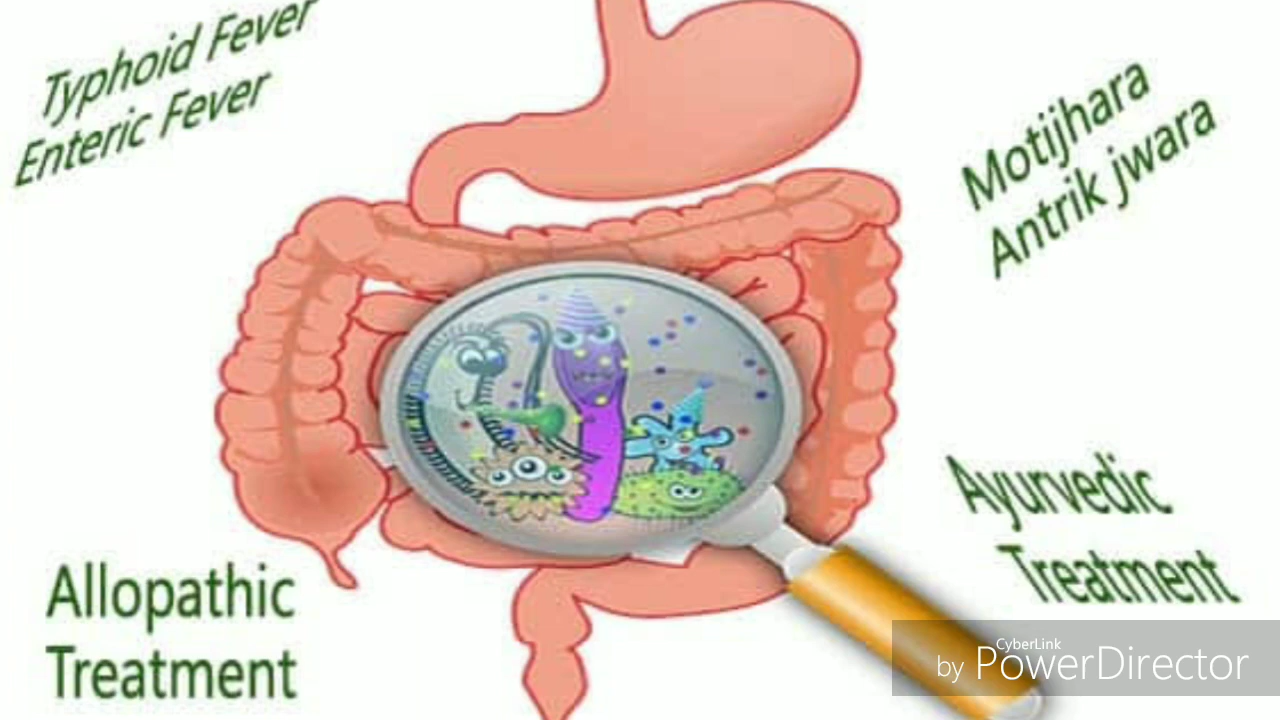 Typhoid Fever
Enteric Fever
Motijhara
Antrik jwara
Allopathic
Treatment
Ayurvedic
Treatment
CyberLink
by PowerDirector